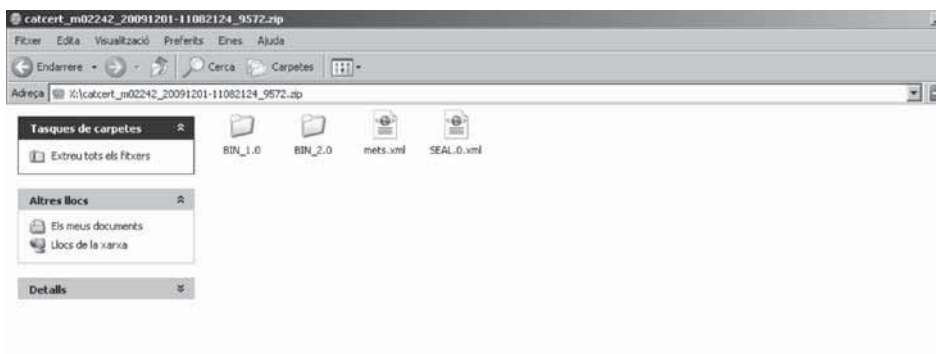 catcert_m02242_20091201-11082124_9572.zip
Fitxer Edita Visualització Preferits Eines Ajuda
Endarrere Cerca Carpetes
Adreça X:\catcert_m02242_20091201-11082124_9572.zip
Tasques de carpetes
Extreu tots els fitxers
Altres llocs
Els meus documents
Llocs de la xarxa
Detalls
BIN_1.0 BIN_2.0 mets.xml SEAL.0.xml